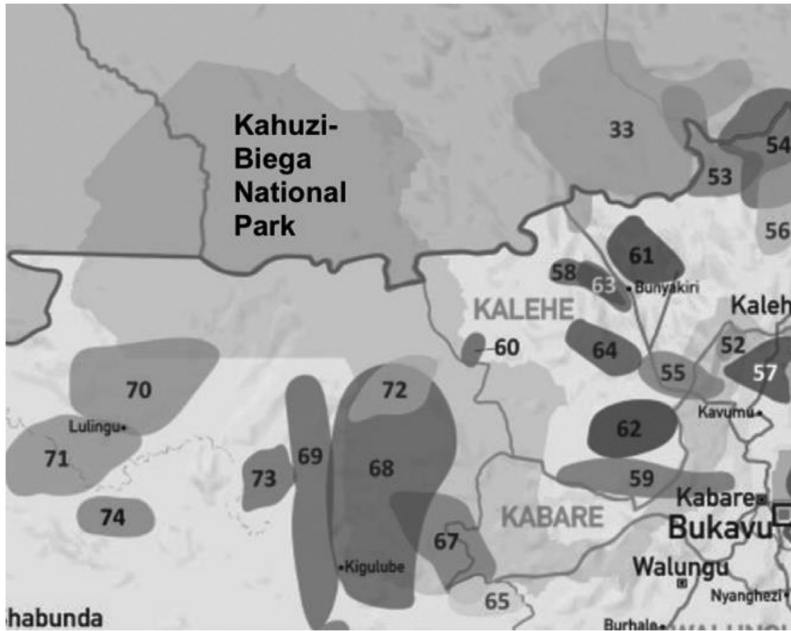 Kahuzi-
Biega
National
Park
33
54
53
56
61
58
63
Bunyakiri
KALEHE
Kaleh
60
64
52
55
57
70
72
Lulingu
Kavumu
62
71
69
68
73
59
74
KABARE
Kabare
Bukavu
67
Kigulube
Walungu
65
Nyanghezi
habunda
Burhale
WALUNGU